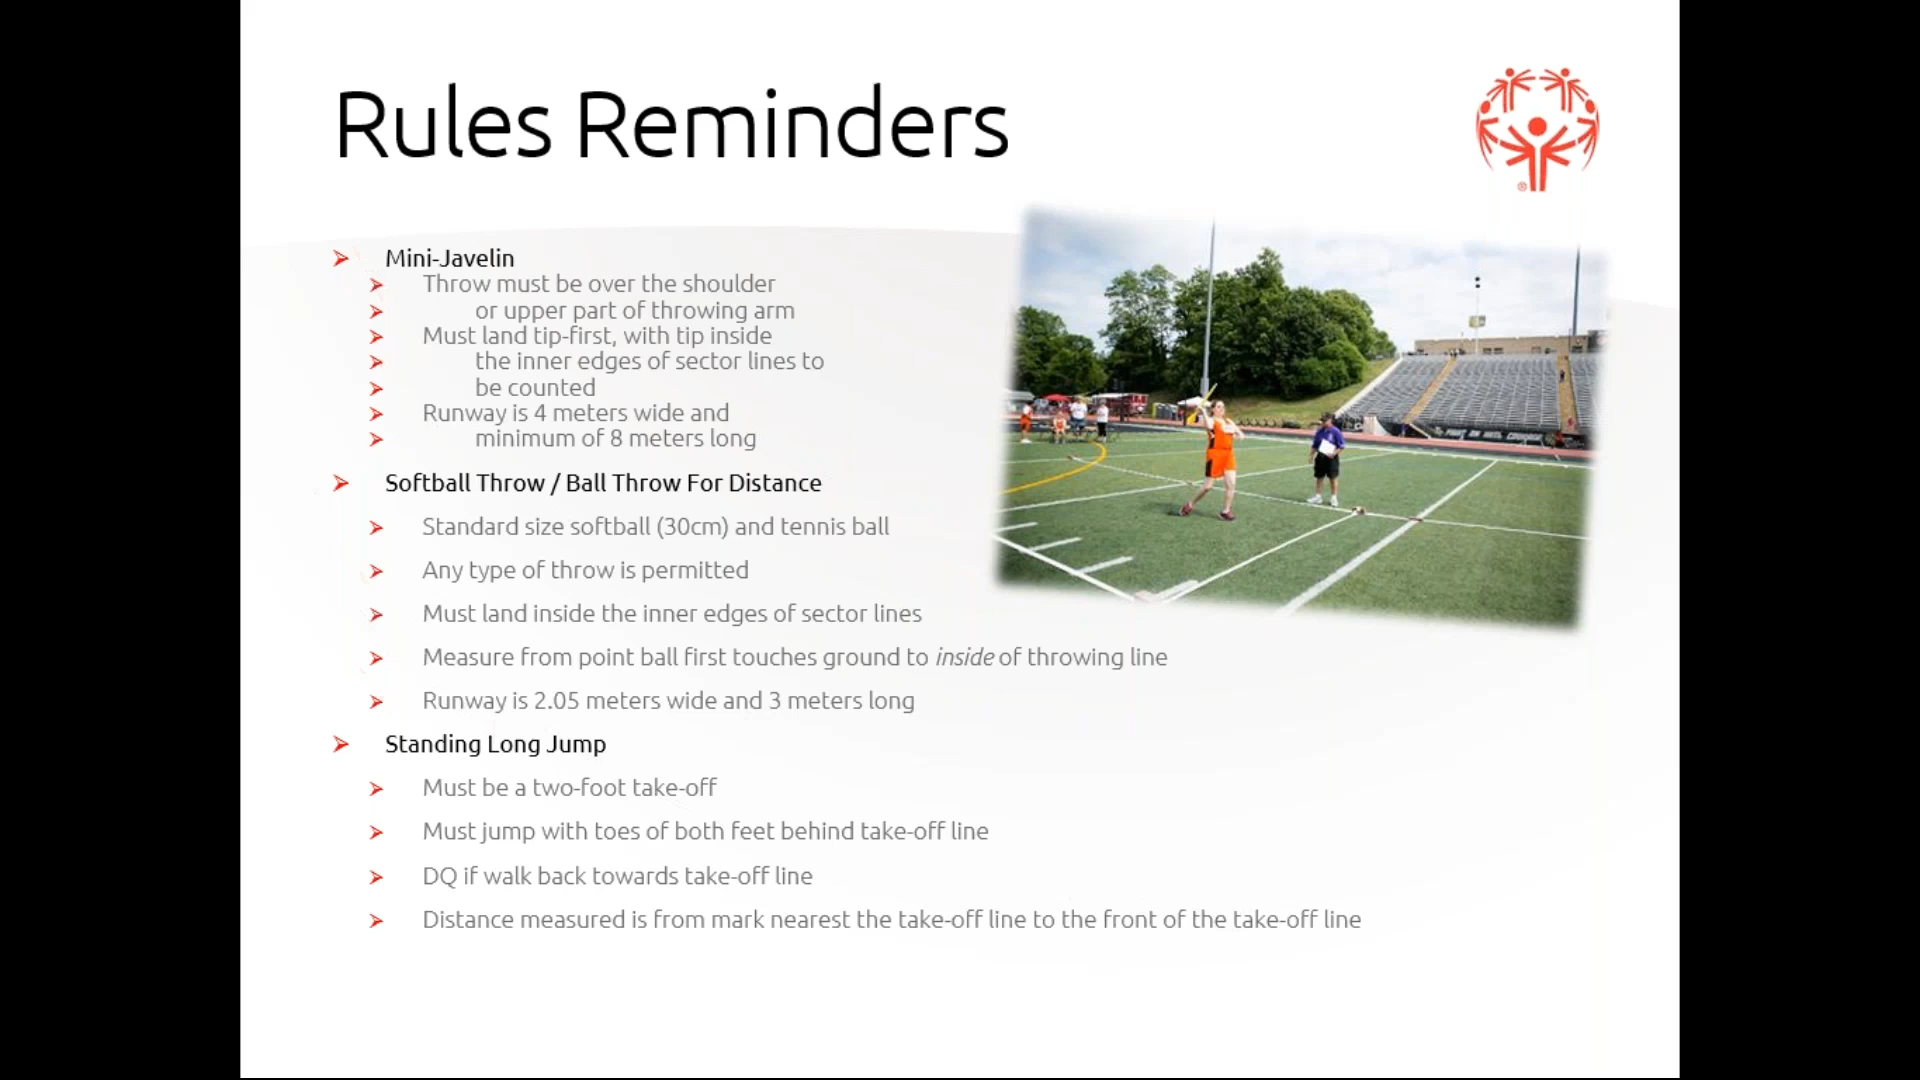 Rules Reminders
®
Mini-Javelin
Throw must be over the shoulder
or upper part of throwing arm
Must land tip-first, with tip inside
the inner edges of sector lines to
be counted
Runway is 4 meters wide and
minimum of 8 meters long
Softball Throw / Ball Throw For Distance
Standard size softball (30cm) and tennis ball
Any type of throw is permitted
Must land inside the inner edges of sector lines
Measure from point ball first touches ground to inside of throwing line
Runway is 2.05 meters wide and 3 meters long
Standing Long Jump
Must be a two-foot take-off
Must jump with toes of both feet behind take-off line
DQ if walk back towards take-off line
Distance measured is from mark nearest the take-off line to the front of the take-off line